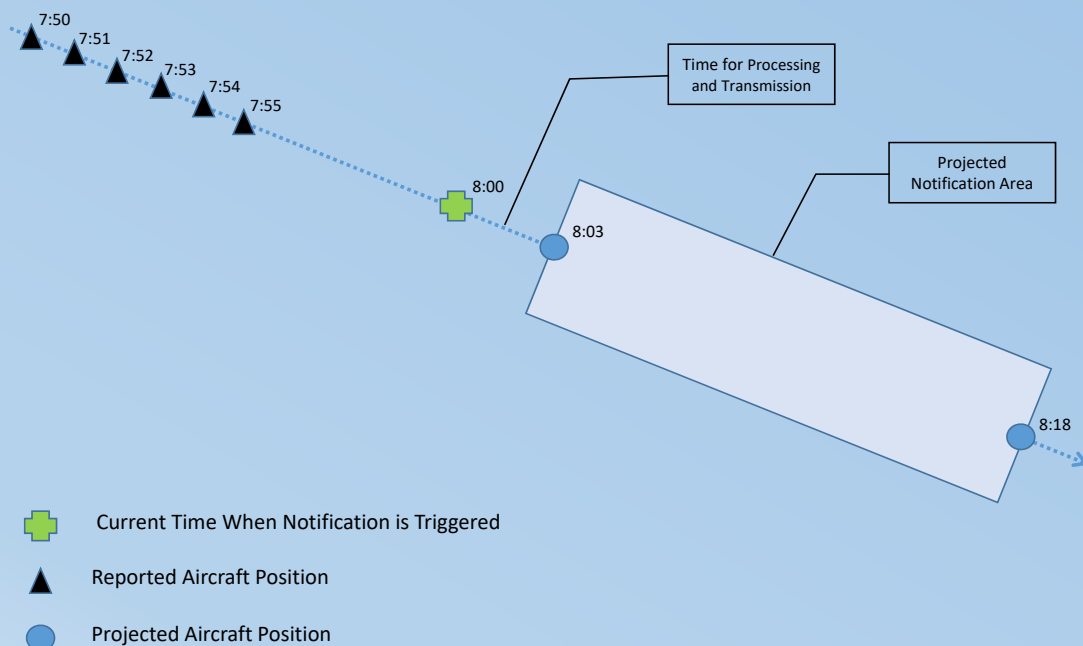 7:50
7:51
7:52
7:53
7:54
7:55
Time for Processing
and Transmission
Projected
Notification Area
8:00
8:03
8:18
Current Time When Notification is Triggered
Reported Aircraft Position
Projected Aircraft Position